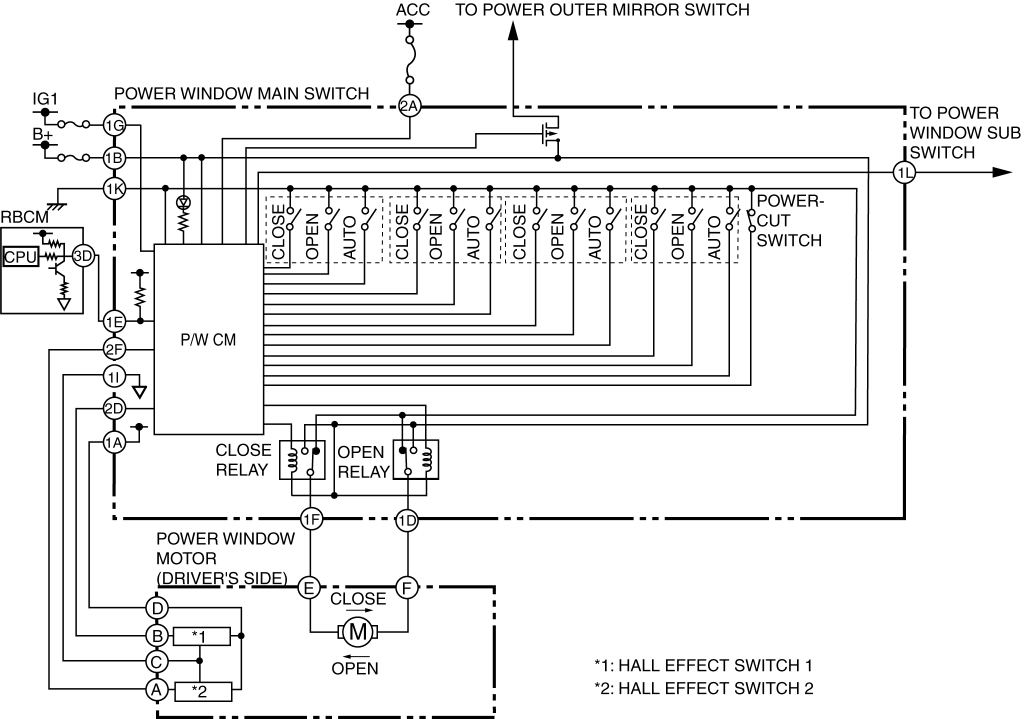 ACC
TO POWER OUTER MIRROR SWITCH
IG1
POWER WINDOW MAIN SWITCH
2A
1G
B+
1B
TO POWER
WINDOW SUB
SWITCH
1K
1L
RBCM
CPU
3D
CLOSE
OPEN
AUTO
CLOSE
OPEN
AUTO
CLOSE
OPEN
AUTO
CLOSE
OPEN
AUTO
POWER-
CUT
SWITCH
1E
P/W CM
2F
1I
2D
1A
CLOSE
RELAY
OPEN
RELAY
1F
1D
POWER WINDOW
MOTOR
(DRIVER'S SIDE)
E
F
CLOSE
M
OPEN
D
B
*1
C
A
*2
*1: HALL EFFECT SWITCH 1
*2: HALL EFFECT SWITCH 2